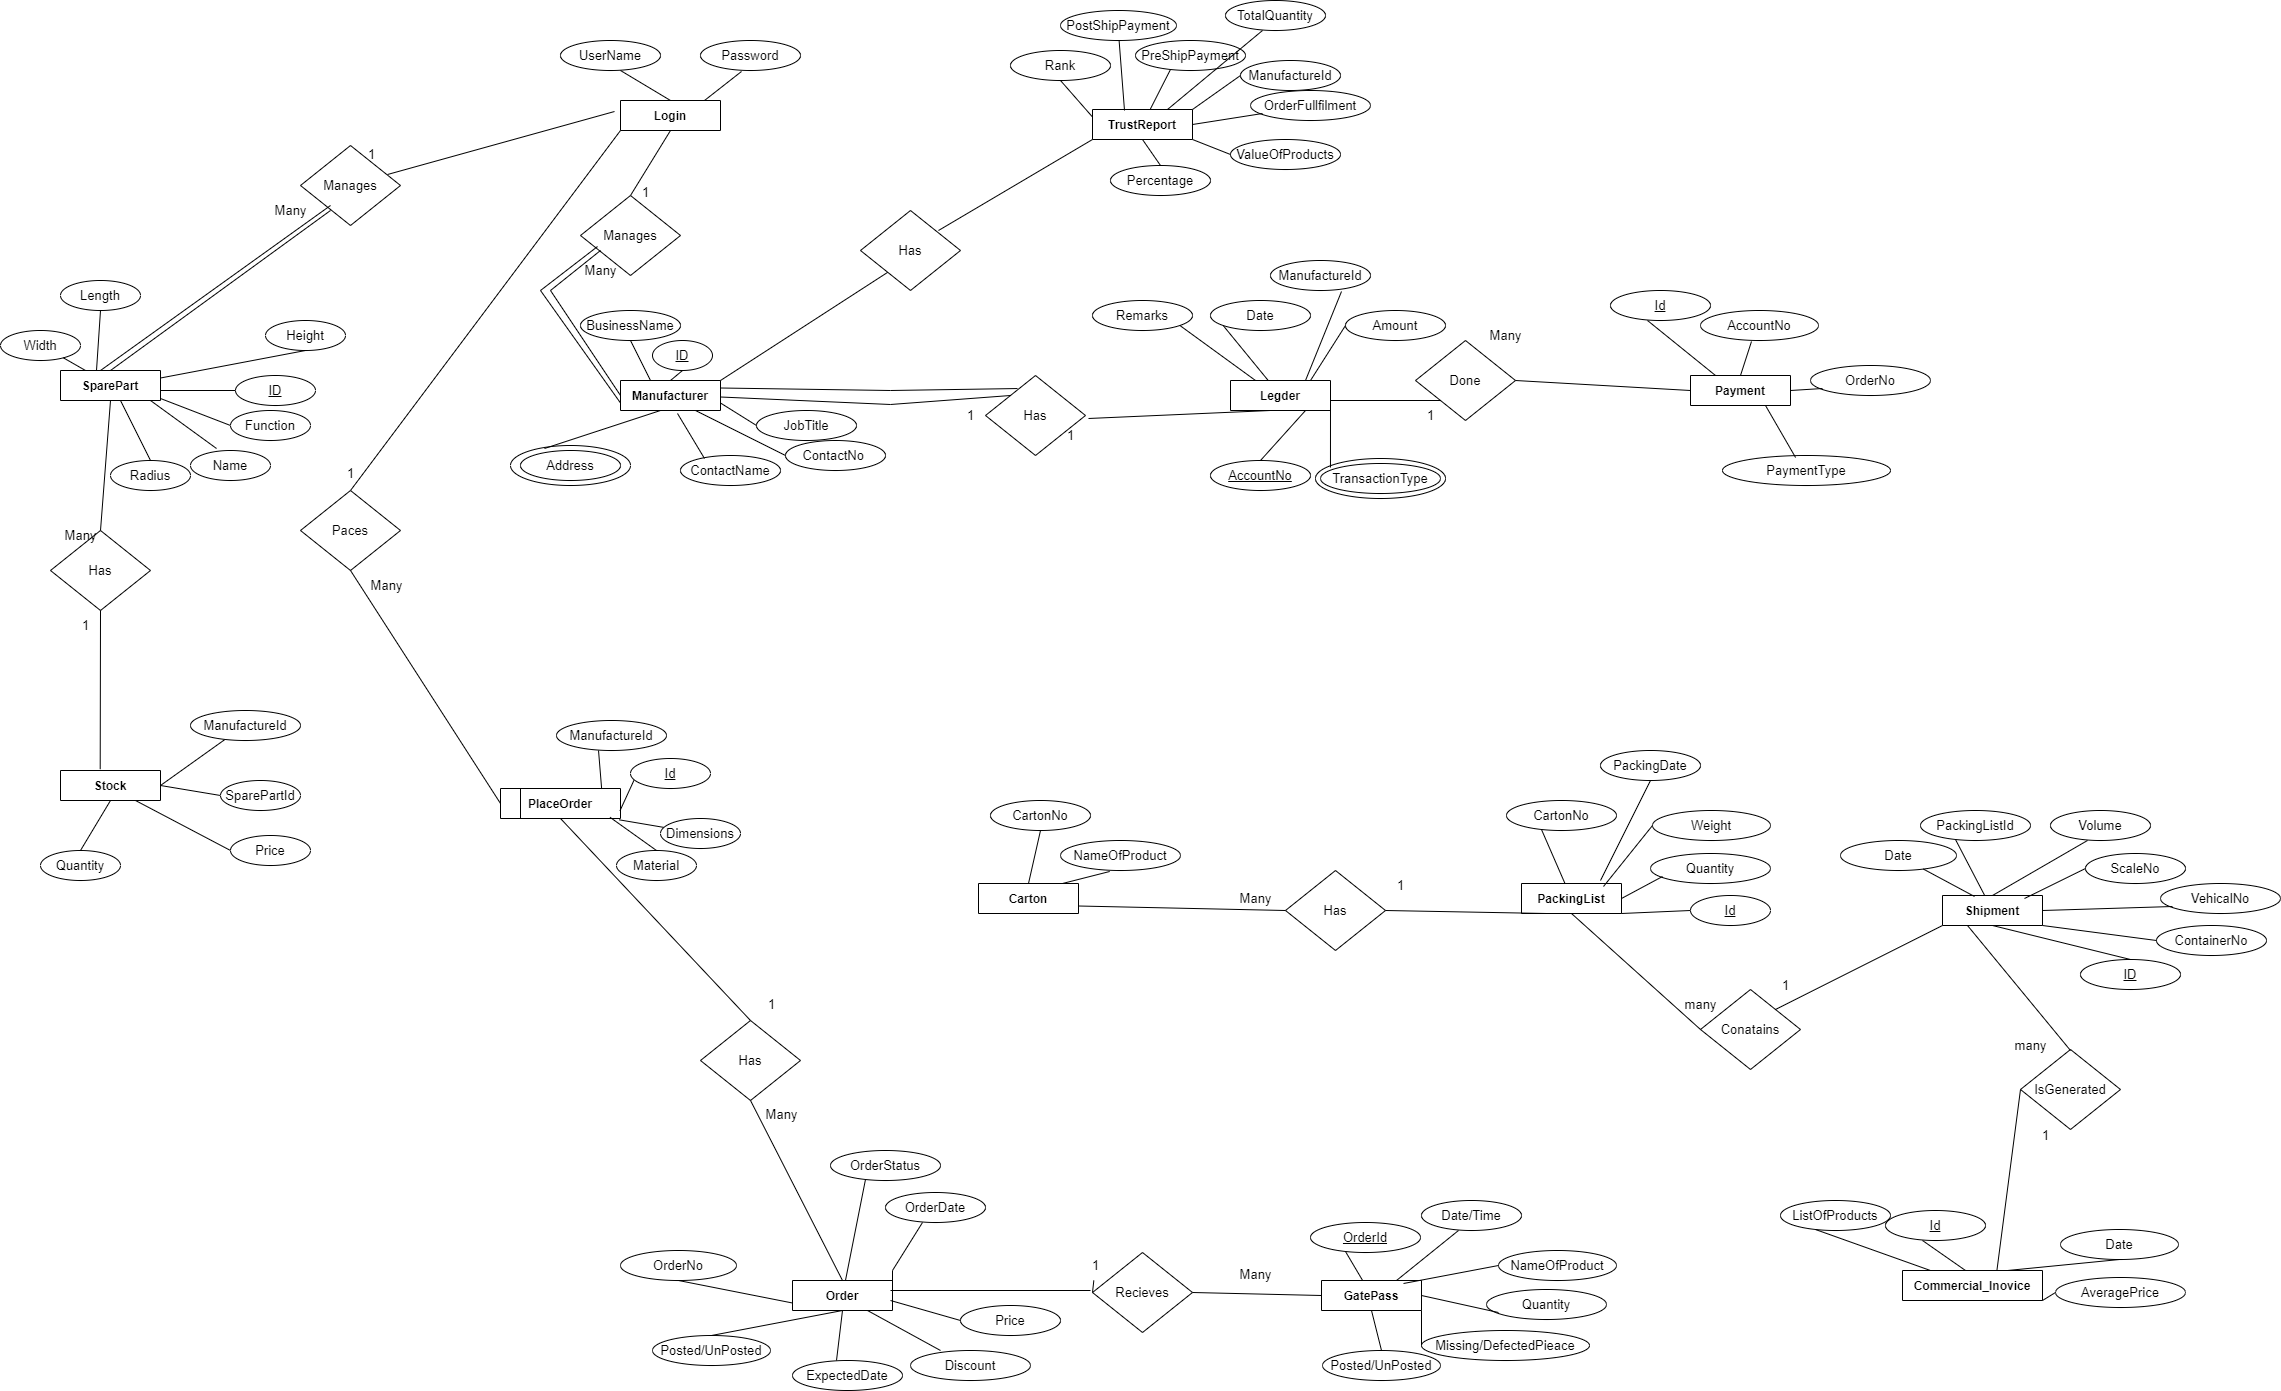 TotalQuantity
PostShipPayment
UserName
Password
PreShipPayment
Rank
ManufactureId
OrderFullfilment
Login
TrustReport
1
ValueOfProducts
Manages
Percentage
1
Many
Manages
Has
Many
ManufactureId
Length
Id
Remarks
Date
BusinessName
Amount
AccountNo
Height
Many
Width
ID
SparePart
ID
Manufacturer
Legder
Done
Payment
OrderNo
1
Has
1
Function
JobTitle
1
Name
Radius
Address
ContactName
ContactNo
AccountNo
TransactionType
PaymentType
1
Many
Paces
Has
Many
1
ManufactureId
ManufactureId
Id
PackingDate
Stock
SparePartId
PlaceOrder
Dimensions
CartonNo
CartonNo
Weight
PackingListId
Volume
Quantity
Price
Material
NameOfProduct
Quantity
Date
ScaleNo
Carton
Many
Has
1
PackingList
Id
Shipment
VehicalNo
ContainerNo
ID
1
1
many
Conatains
Has
many
IsGenerated
Many
1
OrderStatus
OrderDate
Date/Time
ListOfProducts
Id
OrderId
Date
OrderNo
1
Many
NameOfProduct
Order
Recieves
GatePass
Commercial_Inovice
AveragePrice
Quantity
Price
Posted/UnPosted
Missing/DefectedPieace
ExpectedDate
Discount
Posted/UnPosted